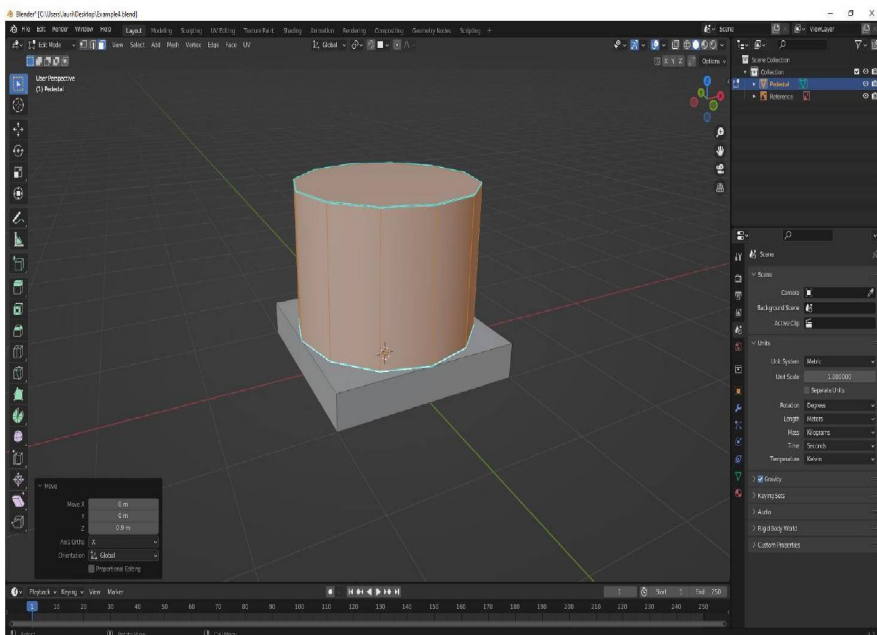 Blender* [C:\Users\lauri\Desktop\Example4.blend]
File Edit Render Window Help Layout Modeling Sculpting UV Editing Texture Paint Shading Animation Rendering Compositing Geometry Nodes Scripting + Scene ViewLayer
Edit Mode View Select Add Mesh Vertex Edge Face UV Global
X Y Z Options
User Perspective
(1) Pedestal
Scene Collection
Collection
Pedestal
Reference
Scene
Scene
Camera
Background Scene
Active Clip
Units
Unit System Metric
Unit Scale 1.000000
Separate Units
Rotation Degrees
Length Meters
Mass Kilograms
Time Seconds
Temperature Kelvin
Gravity
Keying Sets
Audio
Rigid Body World
Custom Properties
Move
Move X 0 m
Y 0 m
Z 0.9 m
Axis Ortho X
Orientation Global
Proportional Editing
Playback Keying View Marker 1 Start 1 End 250
1 10 20 30 40 50 60 70 80 90 100 110 120 130 140 150 160 170 180 190 200 210 220 230 240 250